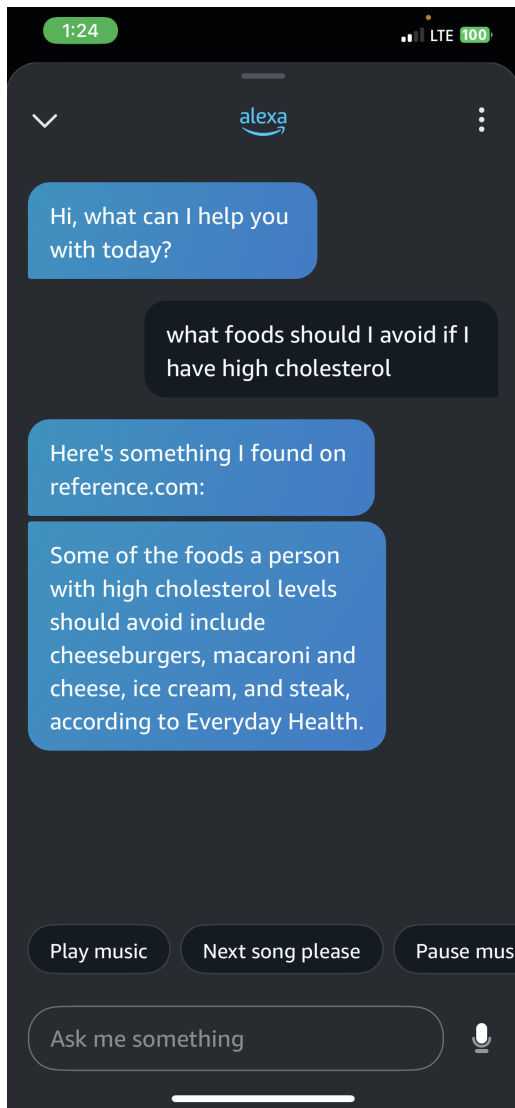 1:24
LTE 100
alexa
Hi, what can I help you
with today?
what foods should I avoid if I
have high cholesterol
Here's something I found on
reference.com:
Some of the foods a person
with high cholesterol levels
should avoid include
cheeseburgers, macaroni and
cheese, ice cream, and steak,
according to Everyday Health.
Play music
Next song please
Pause mus
Ask me something